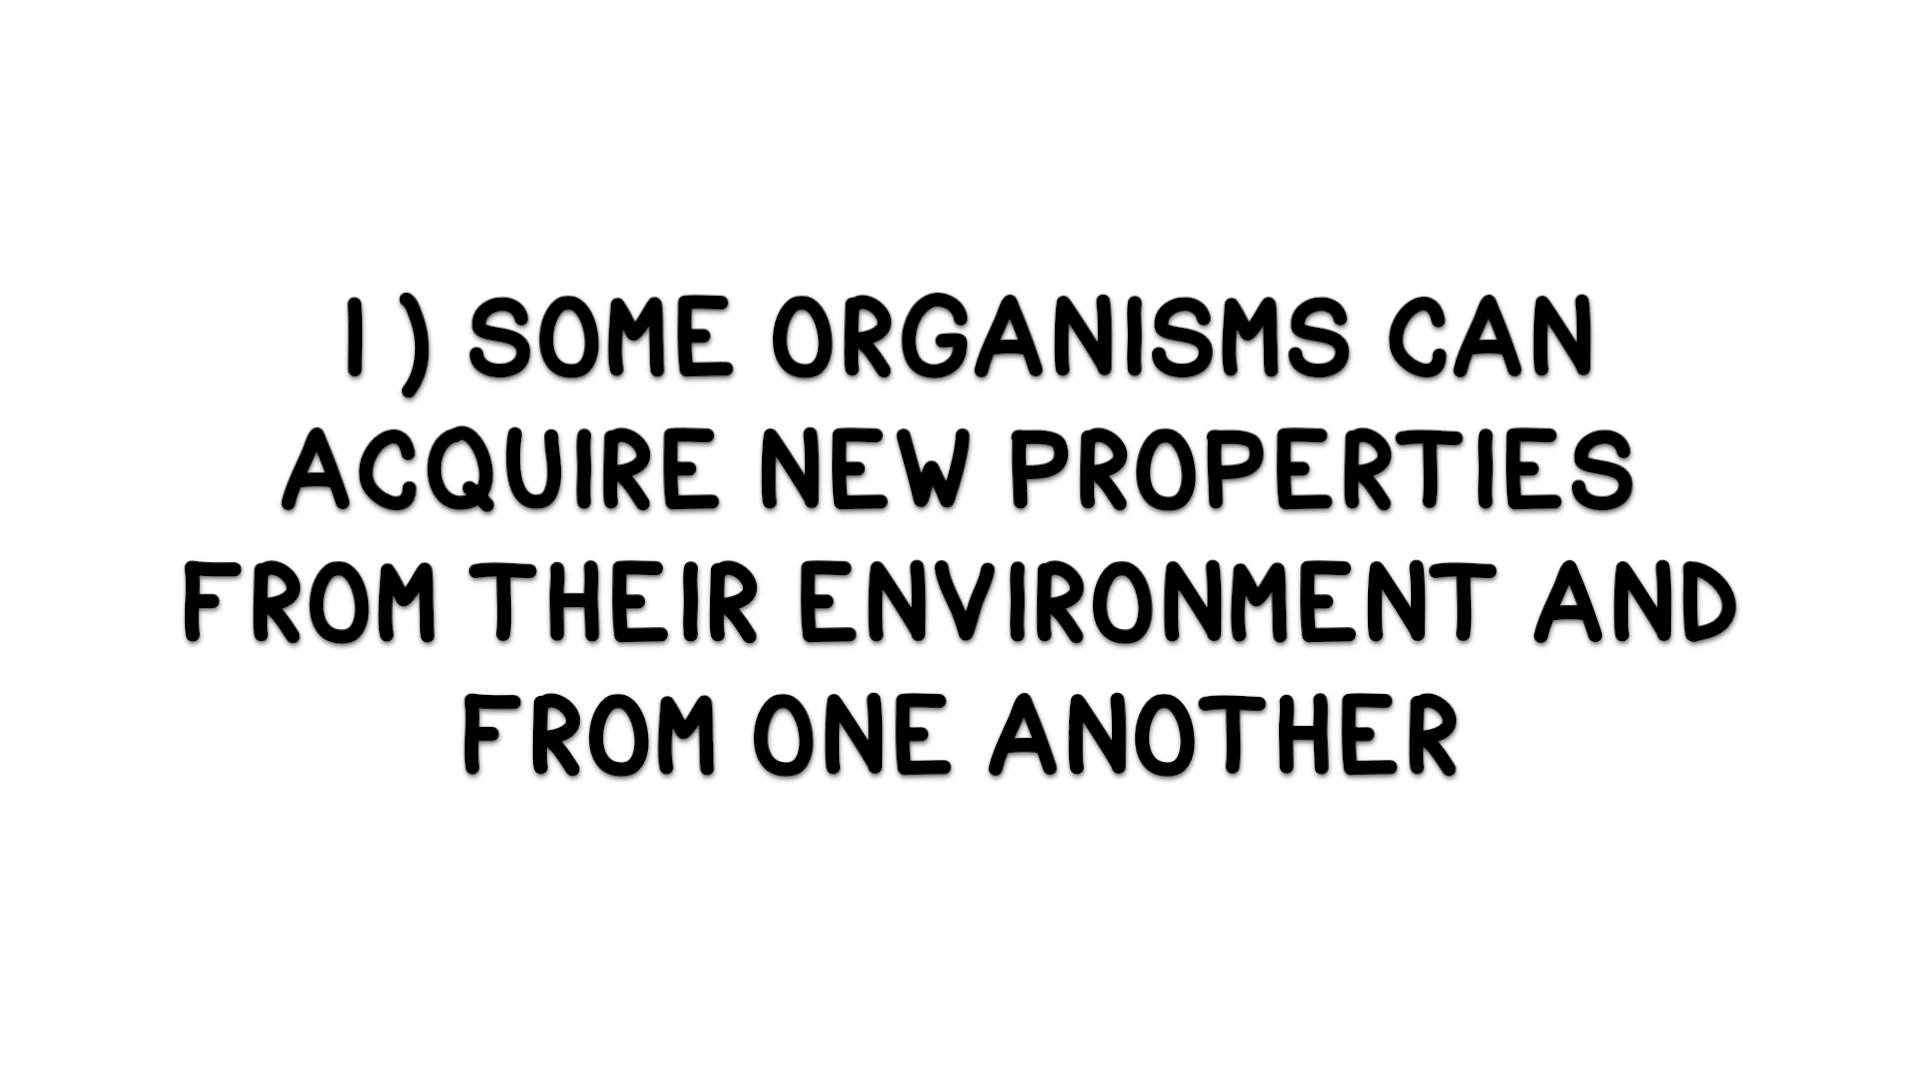 1) SOME ORGANISMS CAN
ACQUIRE NEW PROPERTIES
FROM THEIR ENVIRONMENT AND
FROM ONE ANOTHER